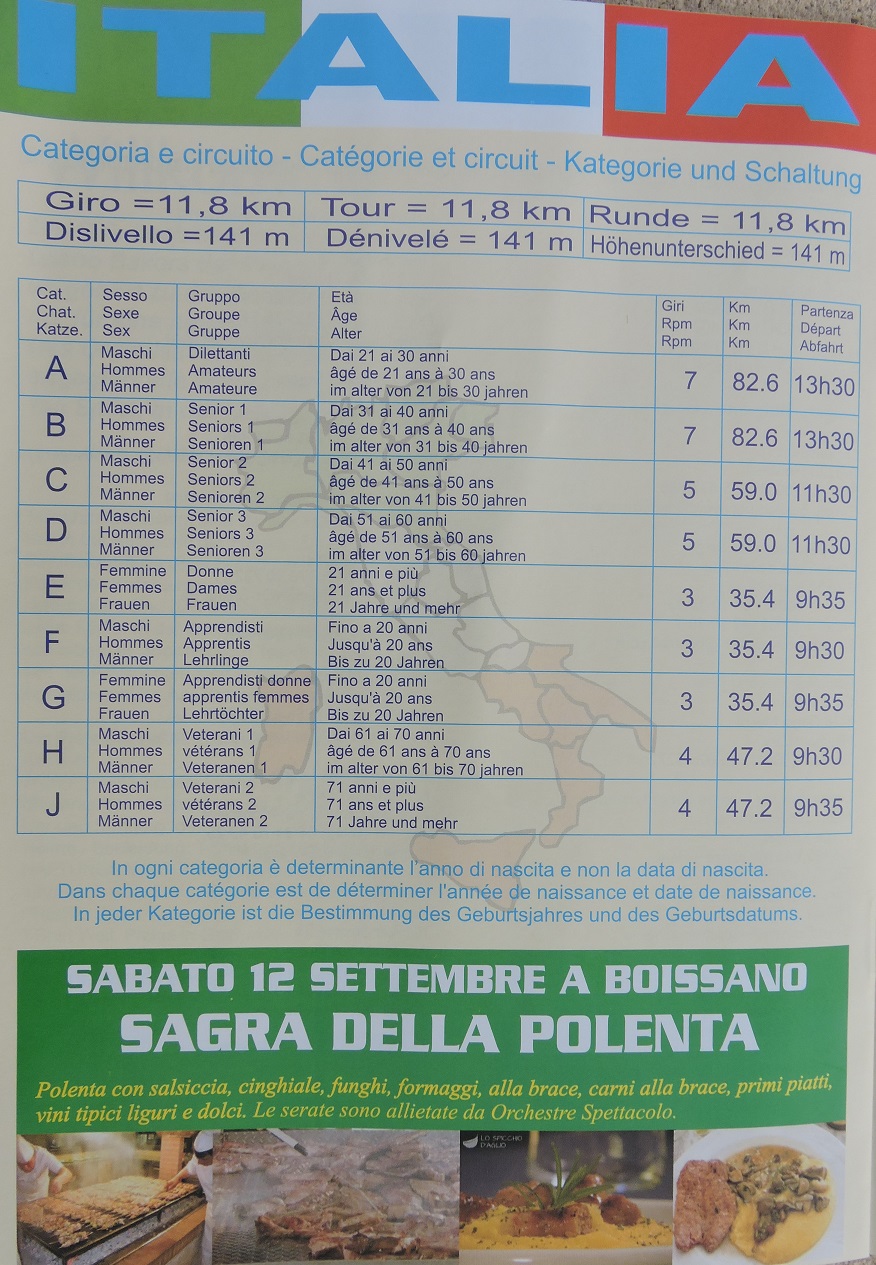 ITALIA
Categoria e circuito - Catégorie et circuit - Kategorie und Schaltung
Giro =11,8 km Tour = 11,8 km Runde = 11,8 km
Dislivello =141 m Dénivelé = 141 m Höhenunterschied = 141 m
Cat. Sesso Gruppo Età Giri Km Partenza
Chat. Sexe Groupe Âge Rpm Km Départ
Katze. Sex Gruppe Alter Rpm Km Abfahrt
Maschi Dilettanti Dai 21 ai 30 anni
A Hommes Amateurs âgé de 21 ans à 30 ans 7 82.6 13h30
Männer Amateure im alter von 21 bis 30 jahren
Maschi Senior 1 Dai 31 ai 40 anni
B Hommes Seniors 1 âgé de 31 ans à 40 ans 7 82.6 13h30
Männer Senioren 1 im alter von 31 bis 40 jahren
Maschi Senior 2 Dai 41 ai 50 anni
C Hommes Seniors 2 âgé de 41 ans à 50 ans 5 59.0 11h30
Männer Senioren 2 im alter von 41 bis 50 jahren
Maschi Senior 3 Dai 51 ai 60 anni
D Hommes Seniors 3 âgé de 51 ans à 60 ans 5 59.0 11h30
Männer Senioren 3 im alter von 51 bis 60 jahren
Femmine Donne 21 anni e più
E Femmes Dames 21 ans et plus 3 35.4 9h35
Frauen Frauen 21 Jahre und mehr
Maschi Apprendisti Fino a 20 anni
F Hommes Apprentis Jusqu'à 20 ans 3 35.4 9h30
Männer Lehrlinge Bis zu 20 Jahren
Femmine Apprendisti donne Fino a 20 anni
G Femmes apprentis femmes Jusqu'à 20 ans 3 35.4 9h35
Frauen Lehrtöchter Bis zu 20 Jahren
Maschi Veterani 1 Dai 61 ai 70 anni
H Hommes vétérans 1 âgé de 61 ans à 70 ans 4 47.2 9h30
Männer Veteranen 1 im alter von 61 bis 70 jahren
Maschi Veterani 2 71 anni e più
J Hommes vétérans 2 71 ans et plus 4 47.2 9h35
Männer Veteranen 2 71 Jahre und mehr
In ogni categoria è determinante l'anno di nascita e non la data di nascita.
Dans chaque catégorie est de déterminer l'année de naissance et date de naissance.
In jeder Kategorie ist die Bestimmung des Geburtsjahres und des Geburtsdatums.
SABATO 12 SETTEMBRE A BOISSANO
SAGRA DELLA POLENTA
Polenta con salsiccia, cinghiale, funghi, formaggi, alla brace, carni alla brace, primi piatti,
vini tipici liguri e dolci. Le serate sono allietate da Orchestre Spettacolo.
LO SPICCHIO
D'AGLIO